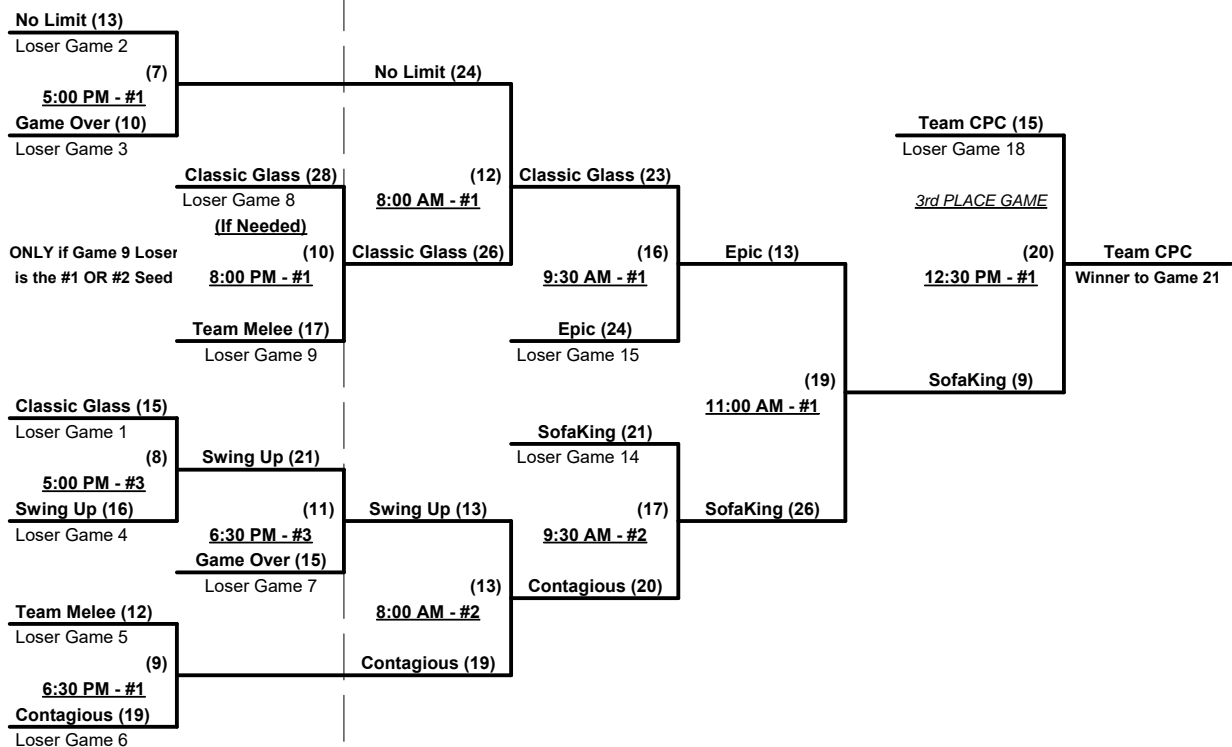 No Limit (13)
Loser Game 2
(7)
5:00 PM - #1
Game Over (10)
Loser Game 3
No Limit (24)
Classic Glass (28)
Loser Game 8
(If Needed)
ONLY if Game 9 Loser
is the #1 OR #2 Seed
(10)
8:00 PM - #1
Team Melee (17)
Loser Game 9
(12)
8:00 AM - #1
Classic Glass (26)
Classic Glass (23)
(16)
9:30 AM - #1
Epic (24)
Loser Game 15
Epic (13)
Classic Glass (15)
Loser Game 1
(8)
5:00 PM - #3
Swing Up (16)
Loser Game 4
Swing Up (21)
(11)
6:30 PM - #3
Game Over (15)
Loser Game 7
Swing Up (13)
Team Melee (12)
Loser Game 5
(9)
6:30 PM - #1
Contagious (19)
Loser Game 6
(13)
8:00 AM - #2
Contagious (19)
SofaKing (21)
Loser Game 14
(17)
9:30 AM - #2
Contagious (20)
SofaKing (26)
(19)
11:00 AM - #1
Team CPC (15)
Loser Game 18
3rd PLACE GAME
(20)
12:30 PM - #1
SofaKing (9)
Team CPC
Winner to Game 21